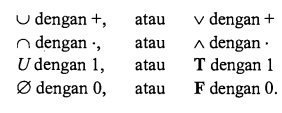 ∪ dengan +, atau ∨ dengan +
∩ dengan ·, atau ∧ dengan ·
U dengan 1, atau T dengan 1
∅ dengan 0, atau F dengan 0.